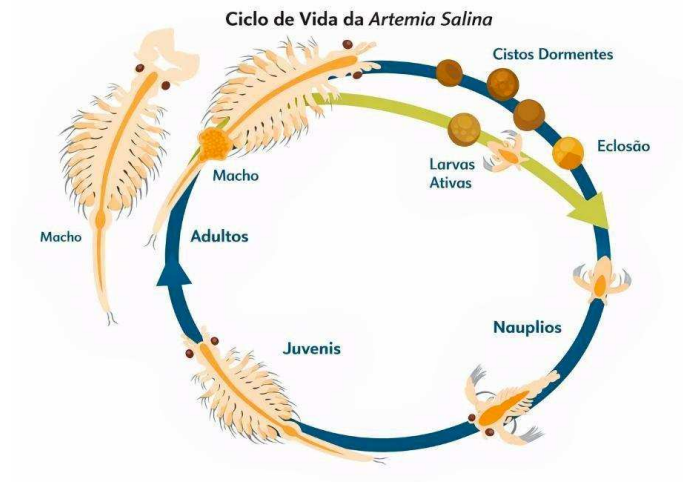 Ciclo de Vida da Artemia Salina
Cistos Dormentes
Eclosão
Larvas
Ativas
Macho
Macho
Adultos
Nauplios
Juvenis